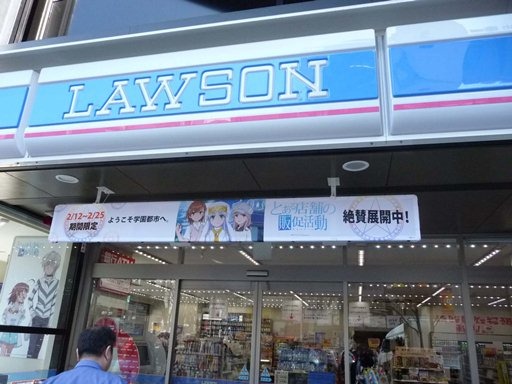 LAWSON
2/12~2/25
期間限定
ようこそ学園都市へ。
とある店舗の
販促活動
絶賛展開中!